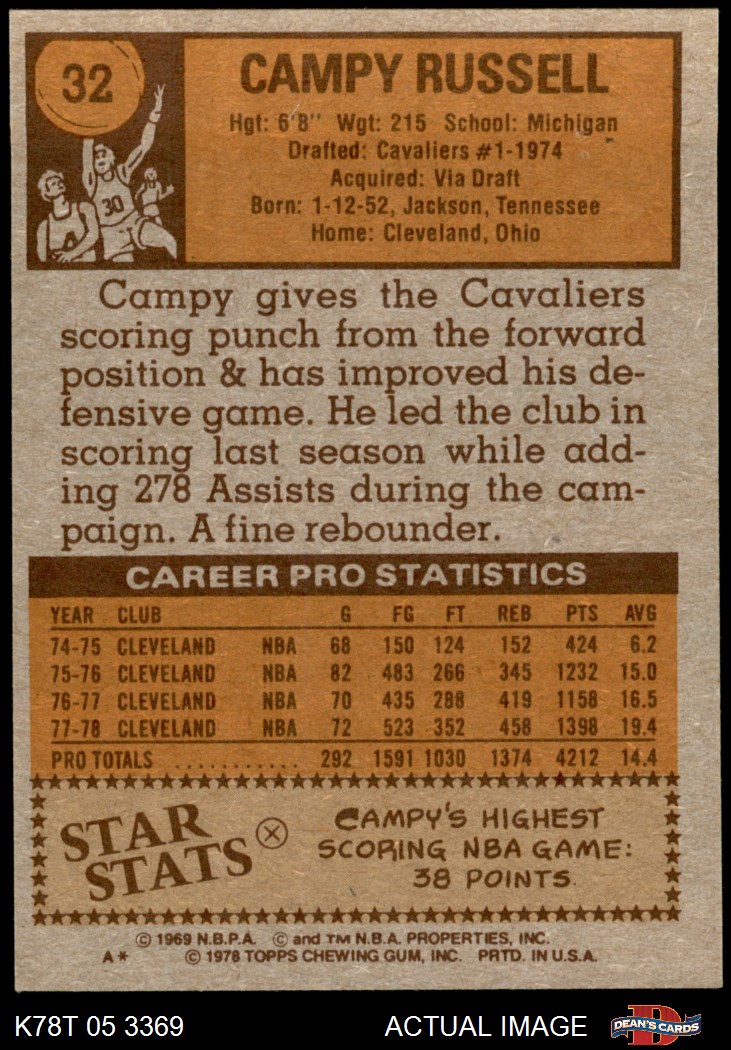 32
CAMPY RUSSELL
Hgt: 6'8" Wgt: 215 School: Michigan
Drafted: Cavaliers #1-1974
Acquired: Via Draft
Born: 1-12-52, Jackson, Tennessee
Home: Cleveland, Ohio
30
Campy gives the Cavaliers
scoring punch from the forward
position & has improved his de-
fensive game. He led the club in
scoring last season while add-
ing 278 Assists during the cam-
paign. A fine rebounder.
CAREER PRO STATISTICS
YEAR CLUB G FG FT REB PTS AVG
74-75 CLEVELAND NBA 68 150 124 152 424 6.2
75-76 CLEVELAND NBA 82 483 266 345 1232 15.0
76-77 CLEVELAND NBA 70 435 288 419 1158 16.5
77-78 CLEVELAND NBA 72 523 352 458 1398 19.4
PRO TOTALS ........... 292 1591 1030 1374 4212 14.4
STAR
STATS
CAMPY'S HIGHEST
SCORING NBA GAME:
38 POINTS.
© 1969 N.B.P.A. © and TM N.B.A. PROPERTIES, INC.
A* © 1978 TOPPS CHEWING GUM, INC. PRTD. IN U.S.A.
K78T 05 3369 ACTUAL IMAGE D DEAN'S CARDS